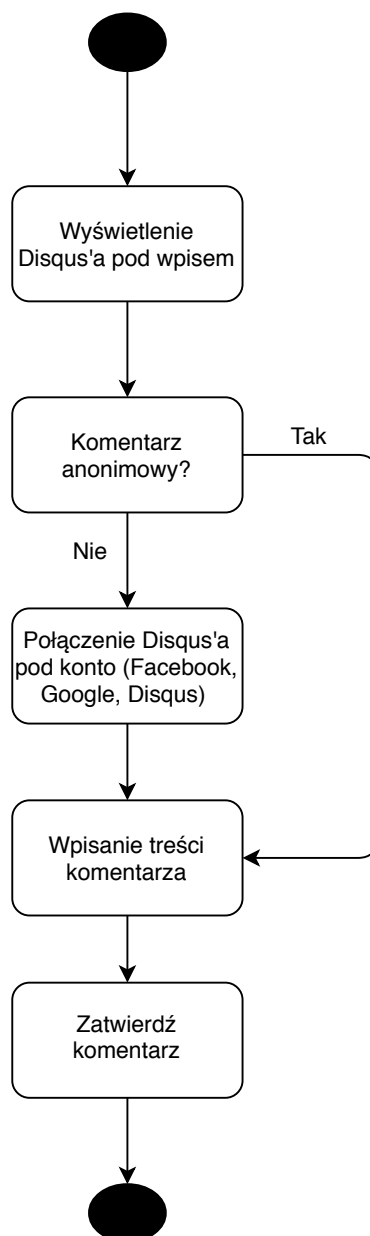 Wyświetlenie
Disqus'a pod wpisem
Komentarz
anonimowy?
Tak
Nie
Połączenie Disqus'a
pod konto (Facebook,
Google, Disqus)
Wpisanie treści
komentarza
Zatwierdź
komentarz